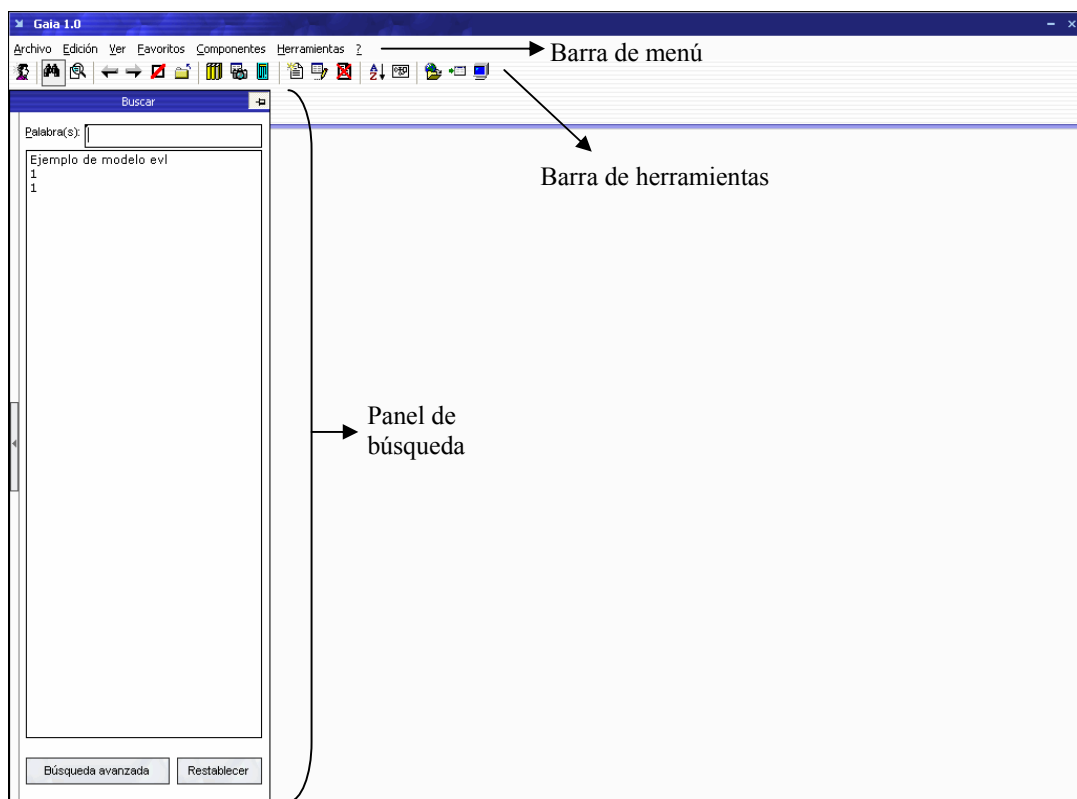 Gaia 1.0
Archivo Edición Ver Favoritos Componentes Herramientas ?
Barra de menú
Buscar
Palabra(s):
Barra de herramientas
Ejemplo de modelo evl
1
1
Panel de
búsqueda
Búsqueda avanzada Restablecer